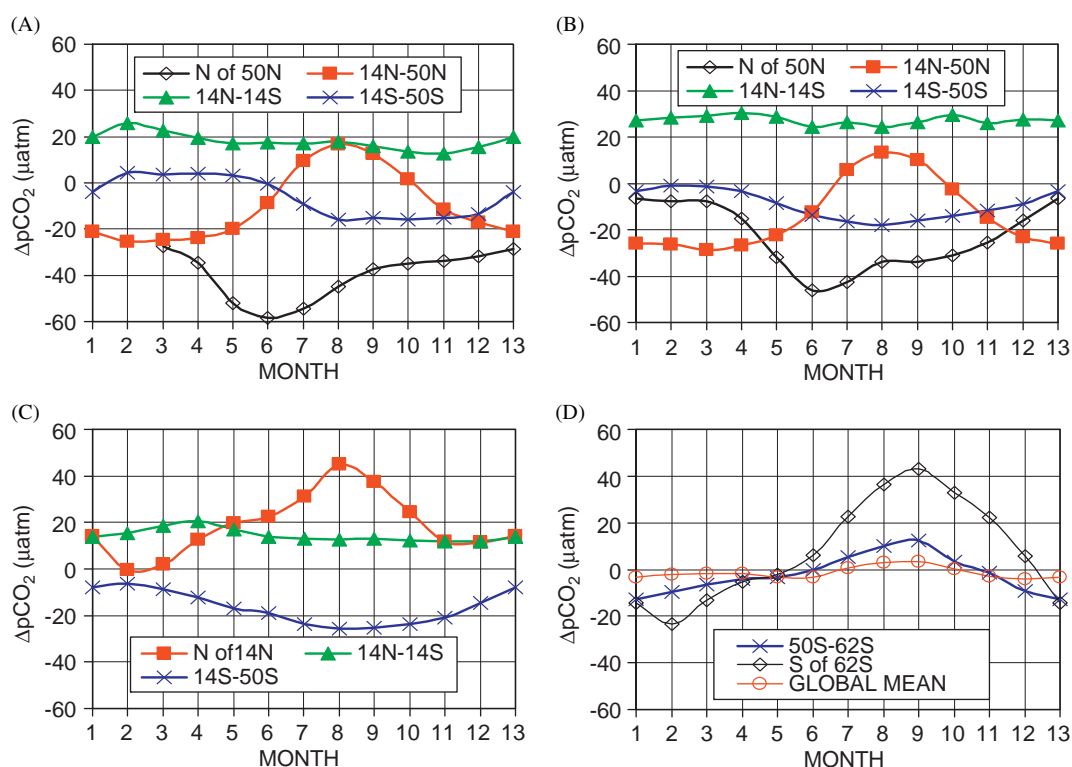 (A)
60
40
20
0
-20
-40
-60
ΔpCO₂ (μatm)
N of 50N
14N-50N
14N-14S
14S-50S
1 2 3 4 5 6 7 8 9 10 11 12 13
MONTH
(B)
60
40
20
0
-20
-40
-60
ΔpCO₂ (μatm)
N of 50N
14N-50N
14N-14S
14S-50S
1 2 3 4 5 6 7 8 9 10 11 12 13
MONTH
(C)
60
40
20
0
-20
-40
-60
ΔpCO₂ (μatm)
N of14N
14N-14S
14S-50S
1 2 3 4 5 6 7 8 9 10 11 12 13
MONTH
(D)
60
40
20
0
-20
-40
-60
ΔpCO₂ (μatm)
50S-62S
S of 62S
GLOBAL MEAN
1 2 3 4 5 6 7 8 9 10 11 12 13
MONTH